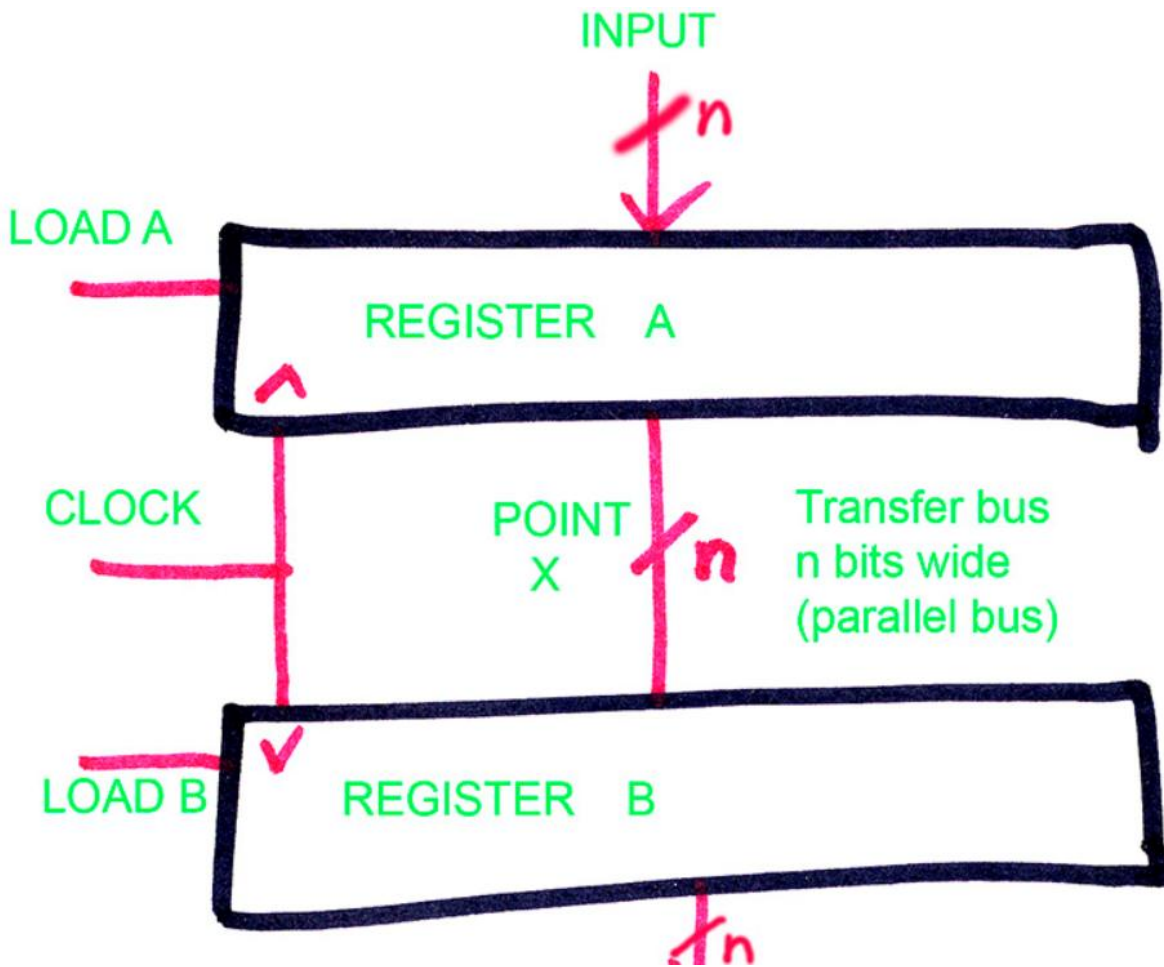 INPUT
n
LOAD A
REGISTER A
CLOCK
POINT
X
n
Transfer bus
n bits wide
(parallel bus)
LOAD B
REGISTER B
n